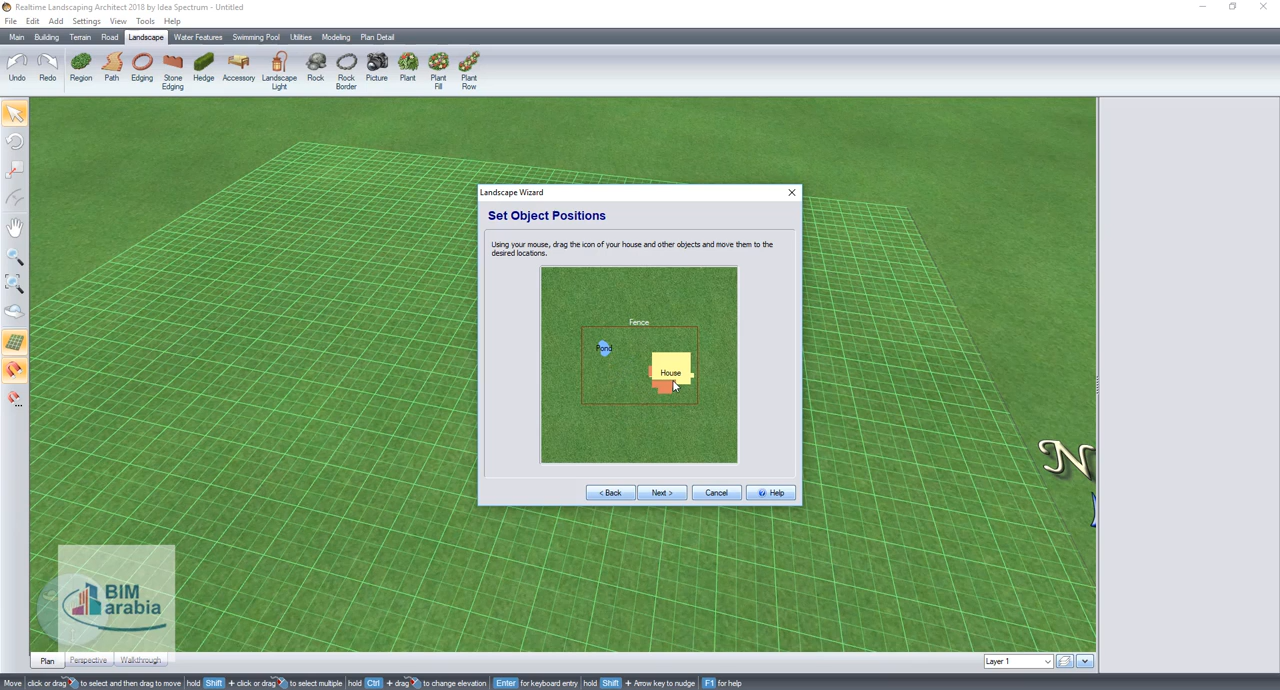 Realtime Landscaping Architect 2018 by Idea Spectrum - Untitled
File Edit Add Settings View Tools Help
Main Building Terrain Road Landscape Water Features Swimming Pool Utilities Modeling Plan Detail
Undo Redo Region Path Edging Stone Edging Hedge Accessory Landscape Light Rock Rock Border Picture Plant Plant Fill Plant Row
Landscape Wizard
Set Object Positions
Using your mouse, drag the icon of your house and other objects and move them to the
desired locations.
Fence
Pond
House
N
< Back Next > Cancel ? Help
BIM
arabia
Plan Perspective Walkthrough
Layer 1
Move click or drag to select and then drag to move hold Shift + click or drag to select multiple hold Ctrl + drag to change elevation Enter for keyboard entry hold Shift + Arrow key to nudge F1 for help